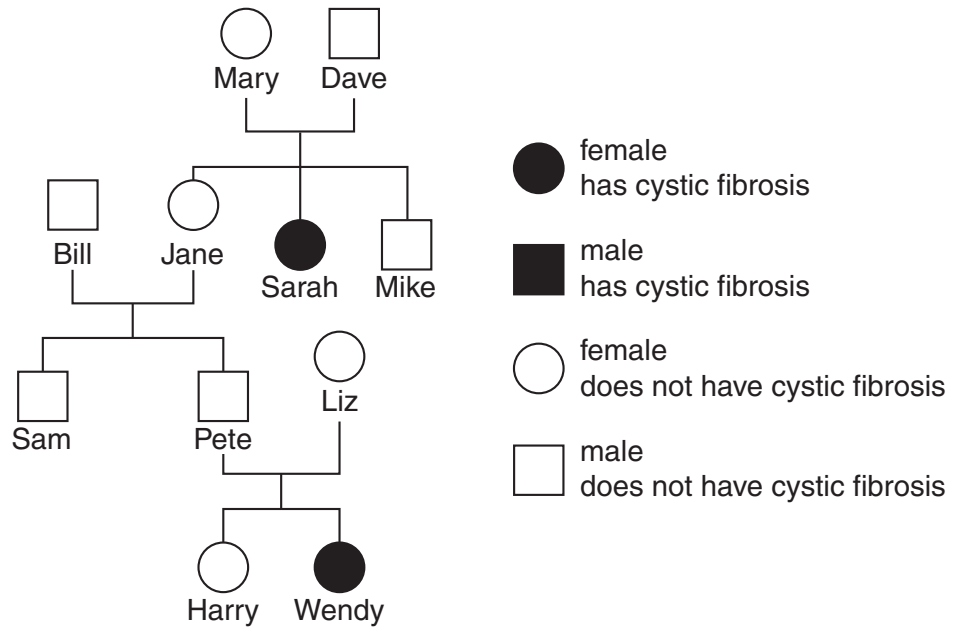 Mary Dave
female
has cystic fibrosis
Bill Jane
male
has cystic fibrosis
Sarah Mike
female
does not have cystic fibrosis
Liz
Sam Pete
male
does not have cystic fibrosis
Harry Wendy